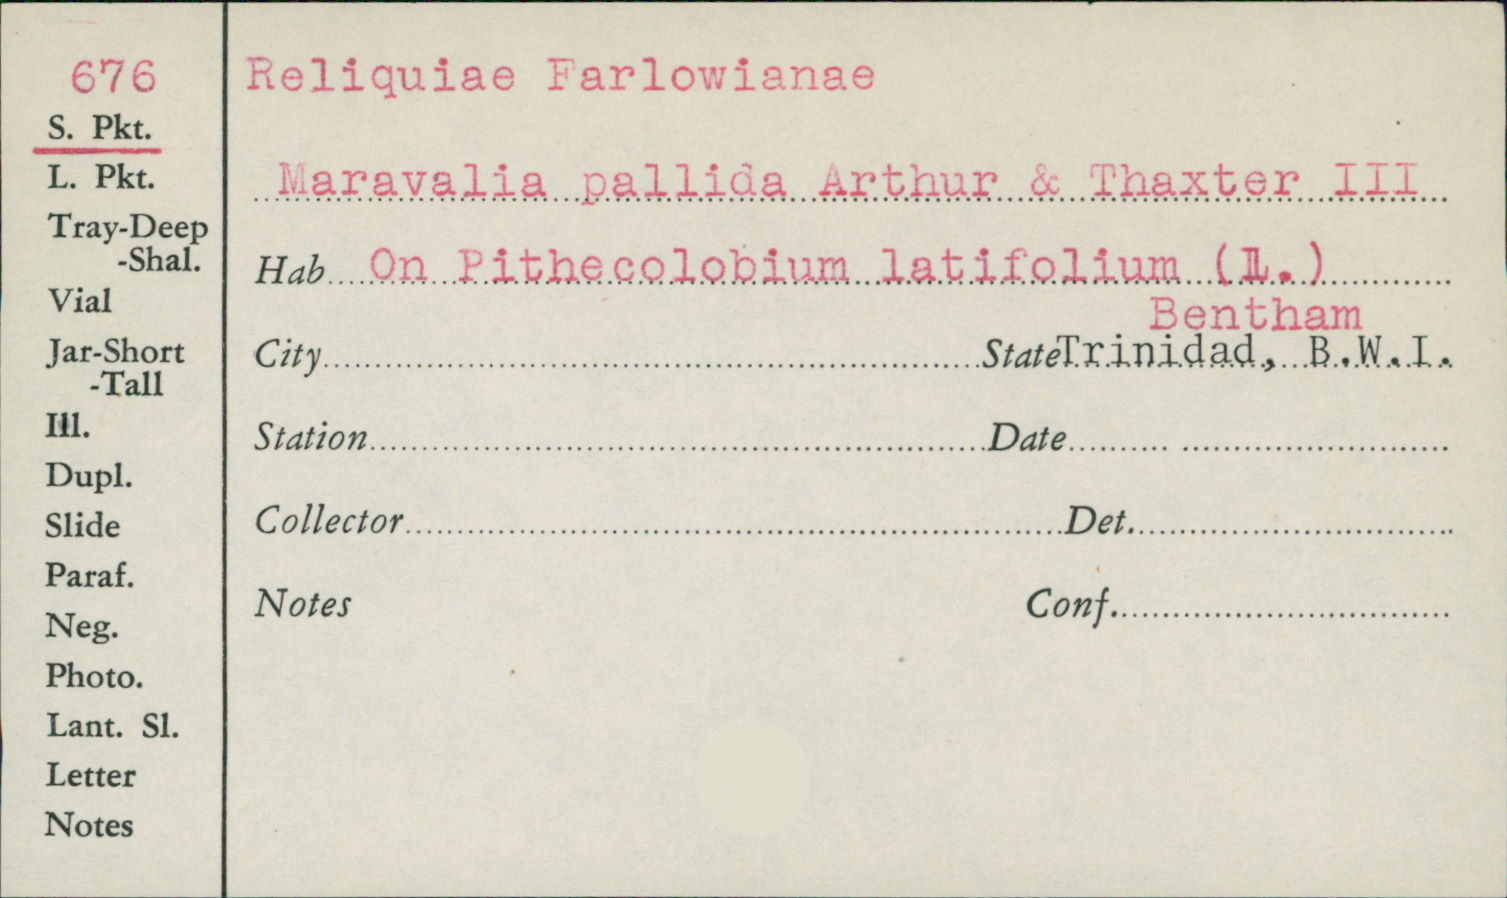 676
S. Pkt.
L. Pkt.
Tray-Deep
-Shal.
Vial
Jar-Short
-Tall
Ill.
Dupl.
Slide
Paraf.
Neg.
Photo.
Lant. Sl.
Letter
Notes
Reliquiae Farlowianae
Maravalia pallida Arthur & Thaxter III
Hab On Pithecolobium latifolium (L.)
Bentham
City State Trinidad, B.W.I.
Station Date
Collector Det.
Notes Conf.